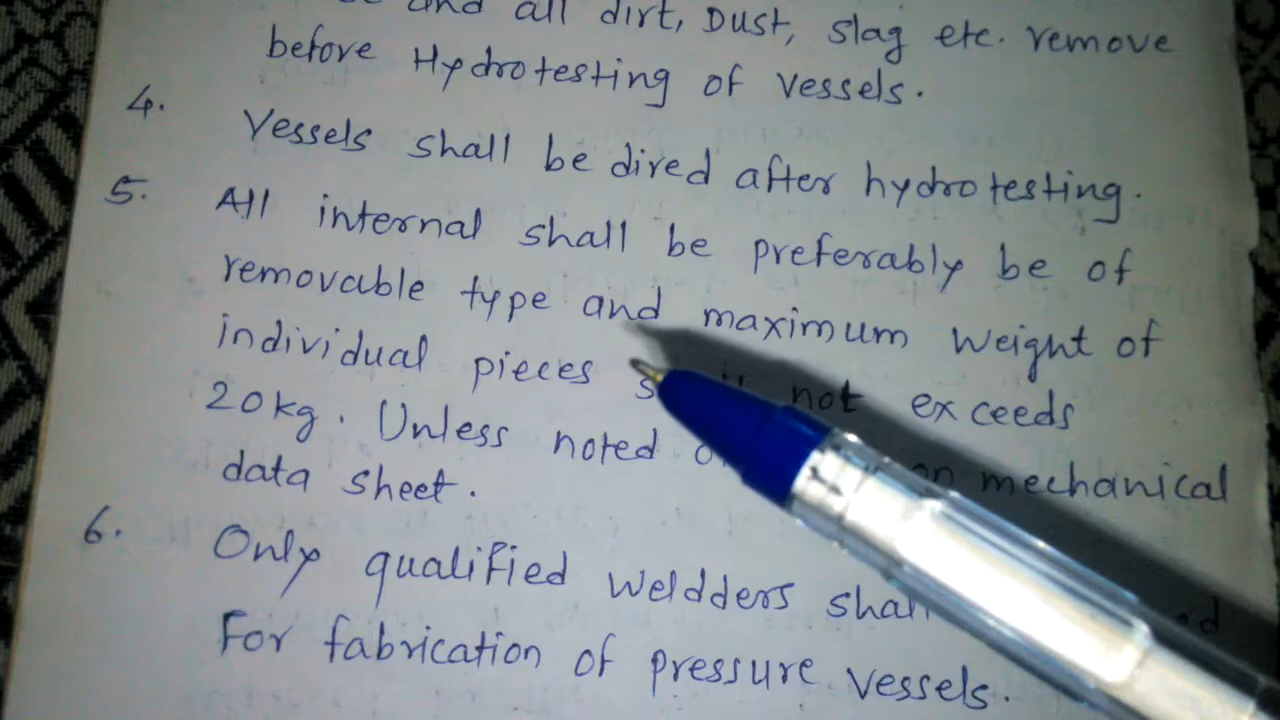 and all dirt, Dust, slag etc. remove
before Hydrotesting of vessels.
4. Vessels shall be dired after hydrotesting.
5. All internal shall be preferably be of
removable type and maximum weight of
individual pieces not exceeds
20kg. Unless noted on mechanical
data sheet.
6. Only qualified weldders shall
For fabrication of pressure vessels.